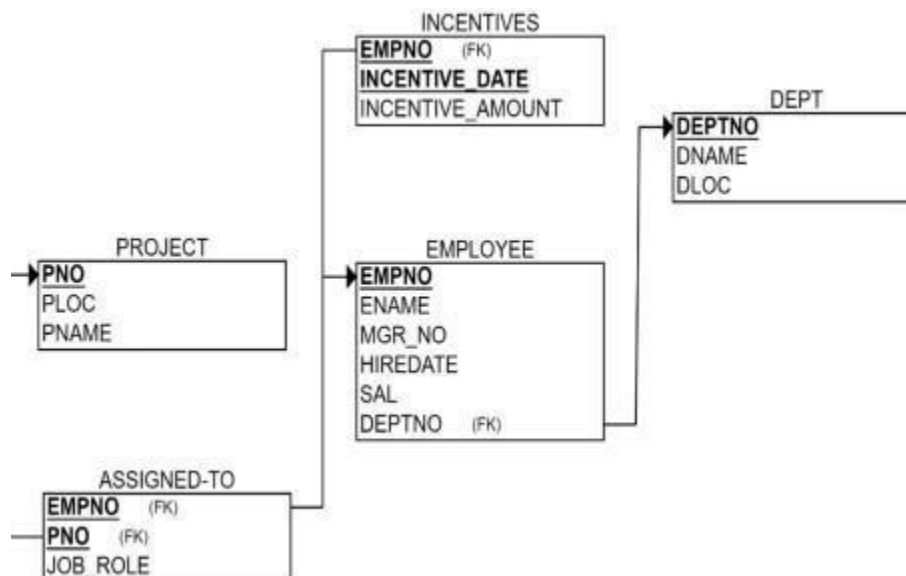 INCENTIVES
EMPNO (FK)
INCENTIVE_DATE
INCENTIVE_AMOUNT
DEPT
DEPTNO
DNAME
DLOC
PROJECT
PNO
PLOC
PNAME
EMPLOYEE
EMPNO
ENAME
MGR_NO
HIREDATE
SAL
DEPTNO (FK)
ASSIGNED-TO
EMPNO (FK)
PNO (FK)
JOB_ROLE